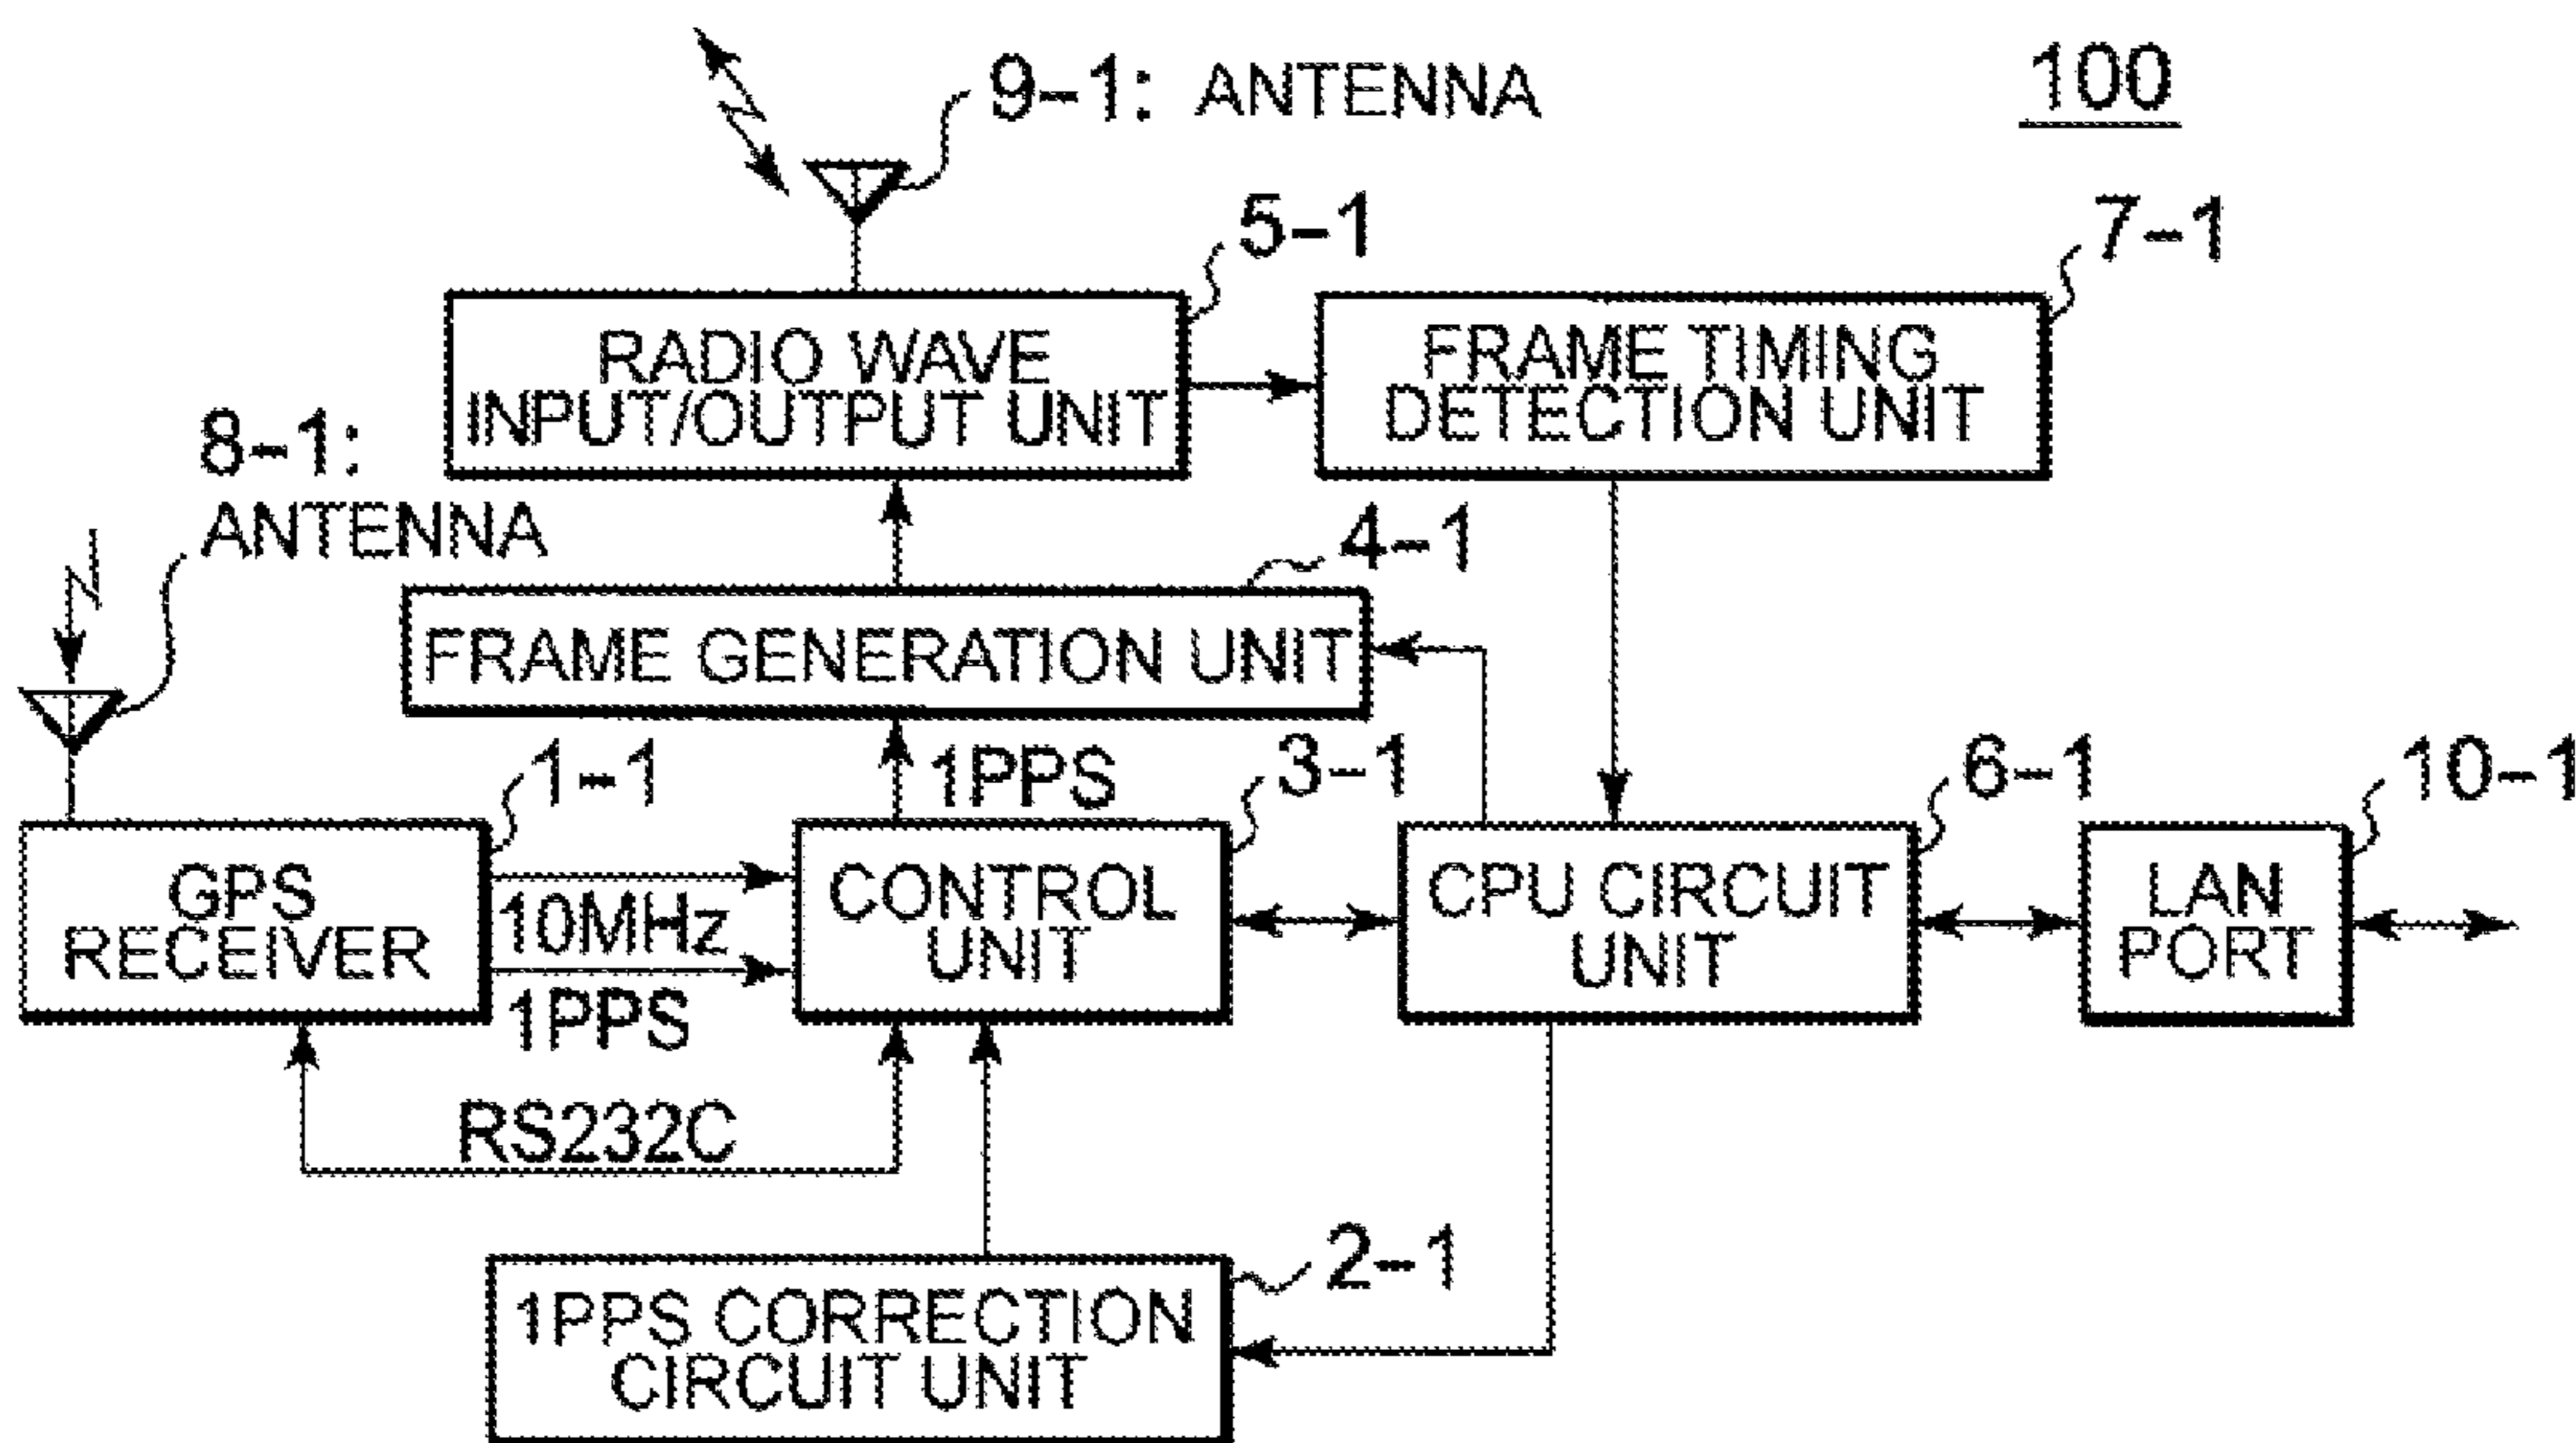 9-1: ANTENNA
100
5-1
7-1
RADIO WAVE
INPUT/OUTPUT UNIT
FRAME TIMING
DETECTION UNIT
8-1:
ANTENNA
4-1
FRAME GENERATION UNIT
1-1
1PPS
3-1
6-1
10-1
GPS
RECEIVER
10MHz
1PPS
CONTROL
UNIT
CPU CIRCUIT
UNIT
LAN
PORT
RS232C
2-1
1PPS CORRECTION
CIRCUIT UNIT